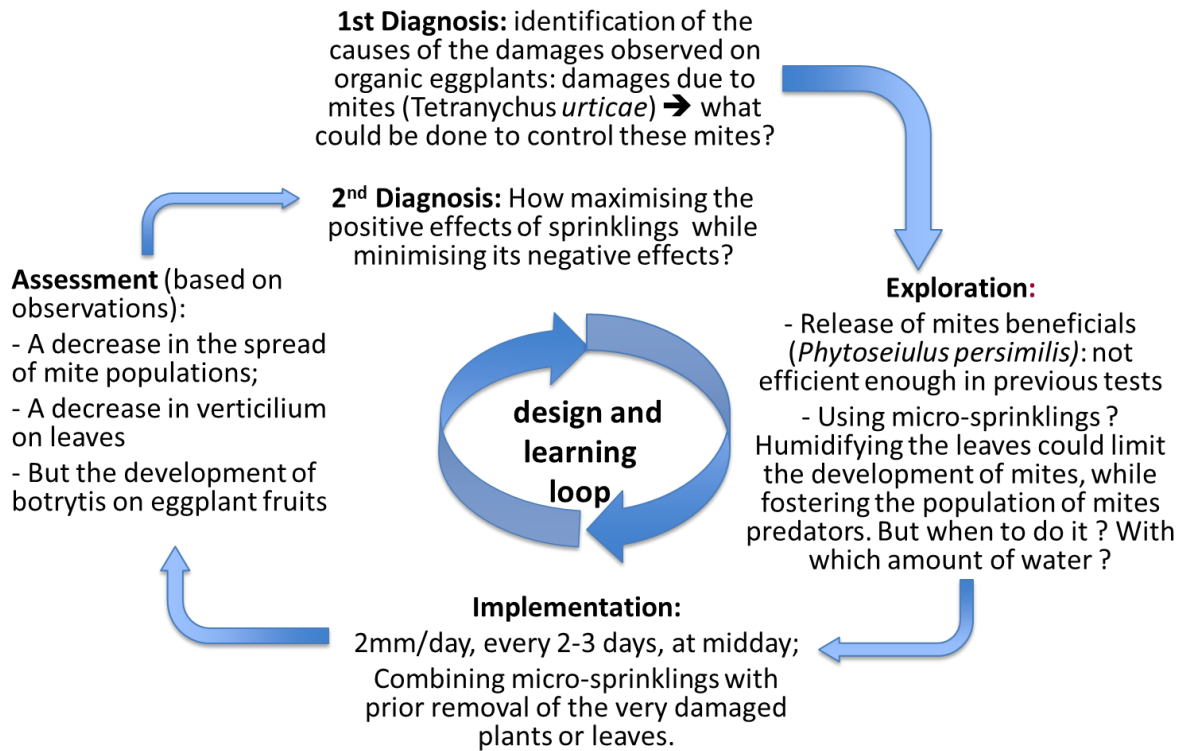 1st Diagnosis: identification of the
causes of the damages observed on
organic eggplants: damages due to
mites (Tetranychus urticae) ➔ what
could be done to control these mites?
2nd Diagnosis: How maximising the
positive effects of sprinklings while
minimising its negative effects?
Exploration:
- Release of mites beneficials
(Phytoseiulus persimilis): not
efficient enough in previous tests
- Using micro-sprinklings ?
Humidifying the leaves could limit
the development of mites, while
fostering the population of mites
predators. But when to do it ? With
which amount of water ?
Implementation:
2mm/day, every 2-3 days, at midday;
Combining micro-sprinklings with
prior removal of the very damaged
plants or leaves.
Assessment (based on
observations):
- A decrease in the spread
of mite populations;
- A decrease in verticilium
on leaves
- But the development of
botrytis on eggplant fruits
design and
learning
loop